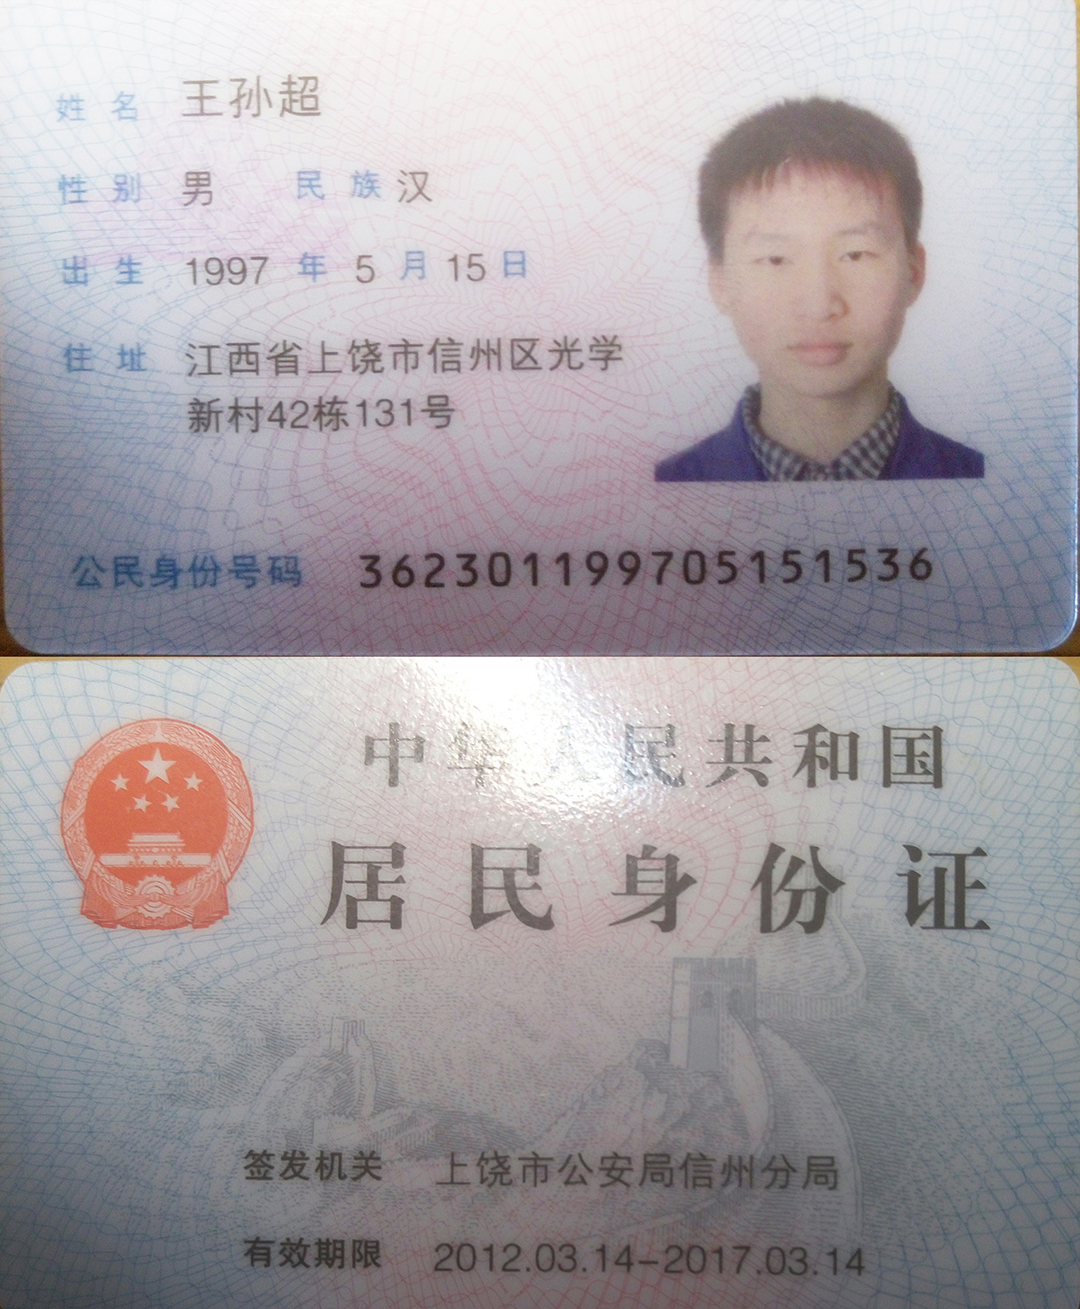 姓名 王孙超
性别 男 民族 汉
出生 1997 年 5 月 15 日
住址 江西省上饶市信州区光学
新村42栋131号
公民身份号码 362301199705151536
中华人民共和国
居民身份证
签发机关 上饶市公安局信州分局
有效期限 2012.03.14-2017.03.14